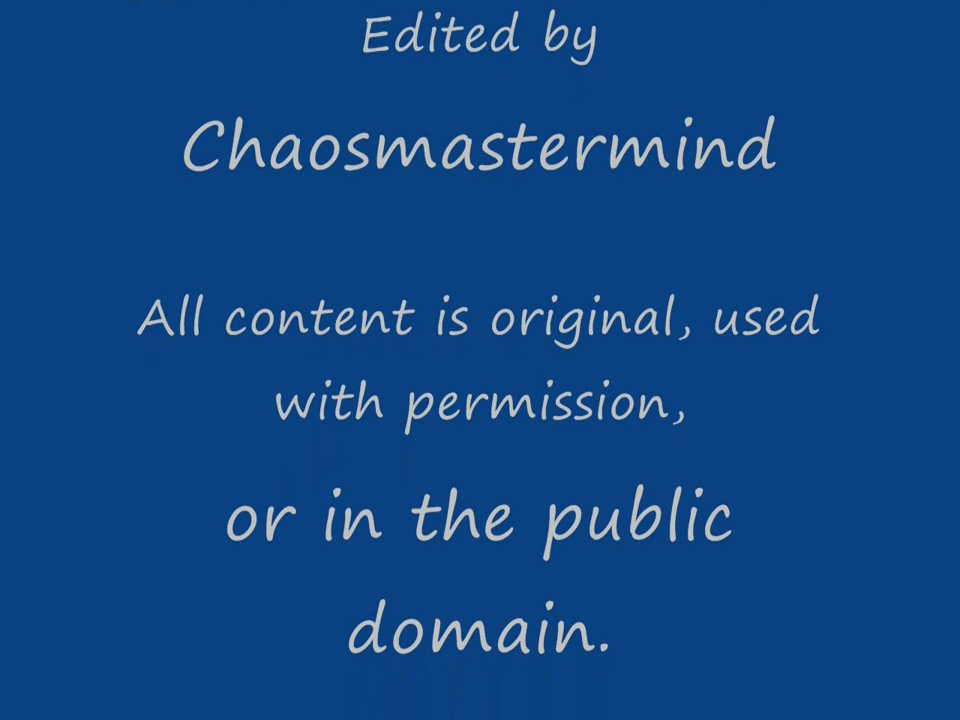 Edited by
Chaosmastermind
All content is original, used
with permission,
or in the public
domain.